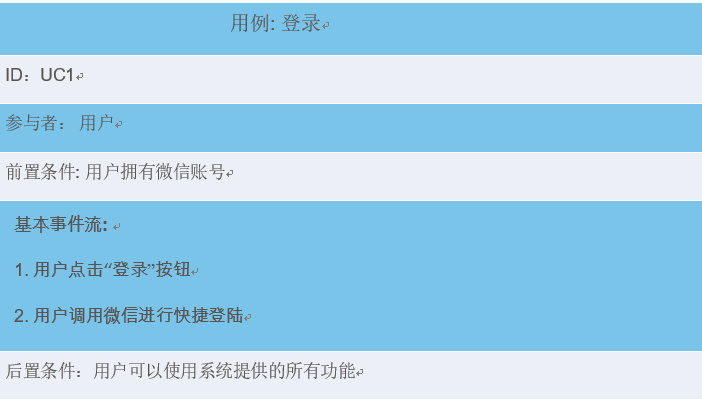 用例: 登录
ID：UC1
参与者： 用户
前置条件: 用户拥有微信账号
基本事件流:
1. 用户点击“登录”按钮
2. 用户调用微信进行快捷登陆
后置条件：用户可以使用系统提供的所有功能